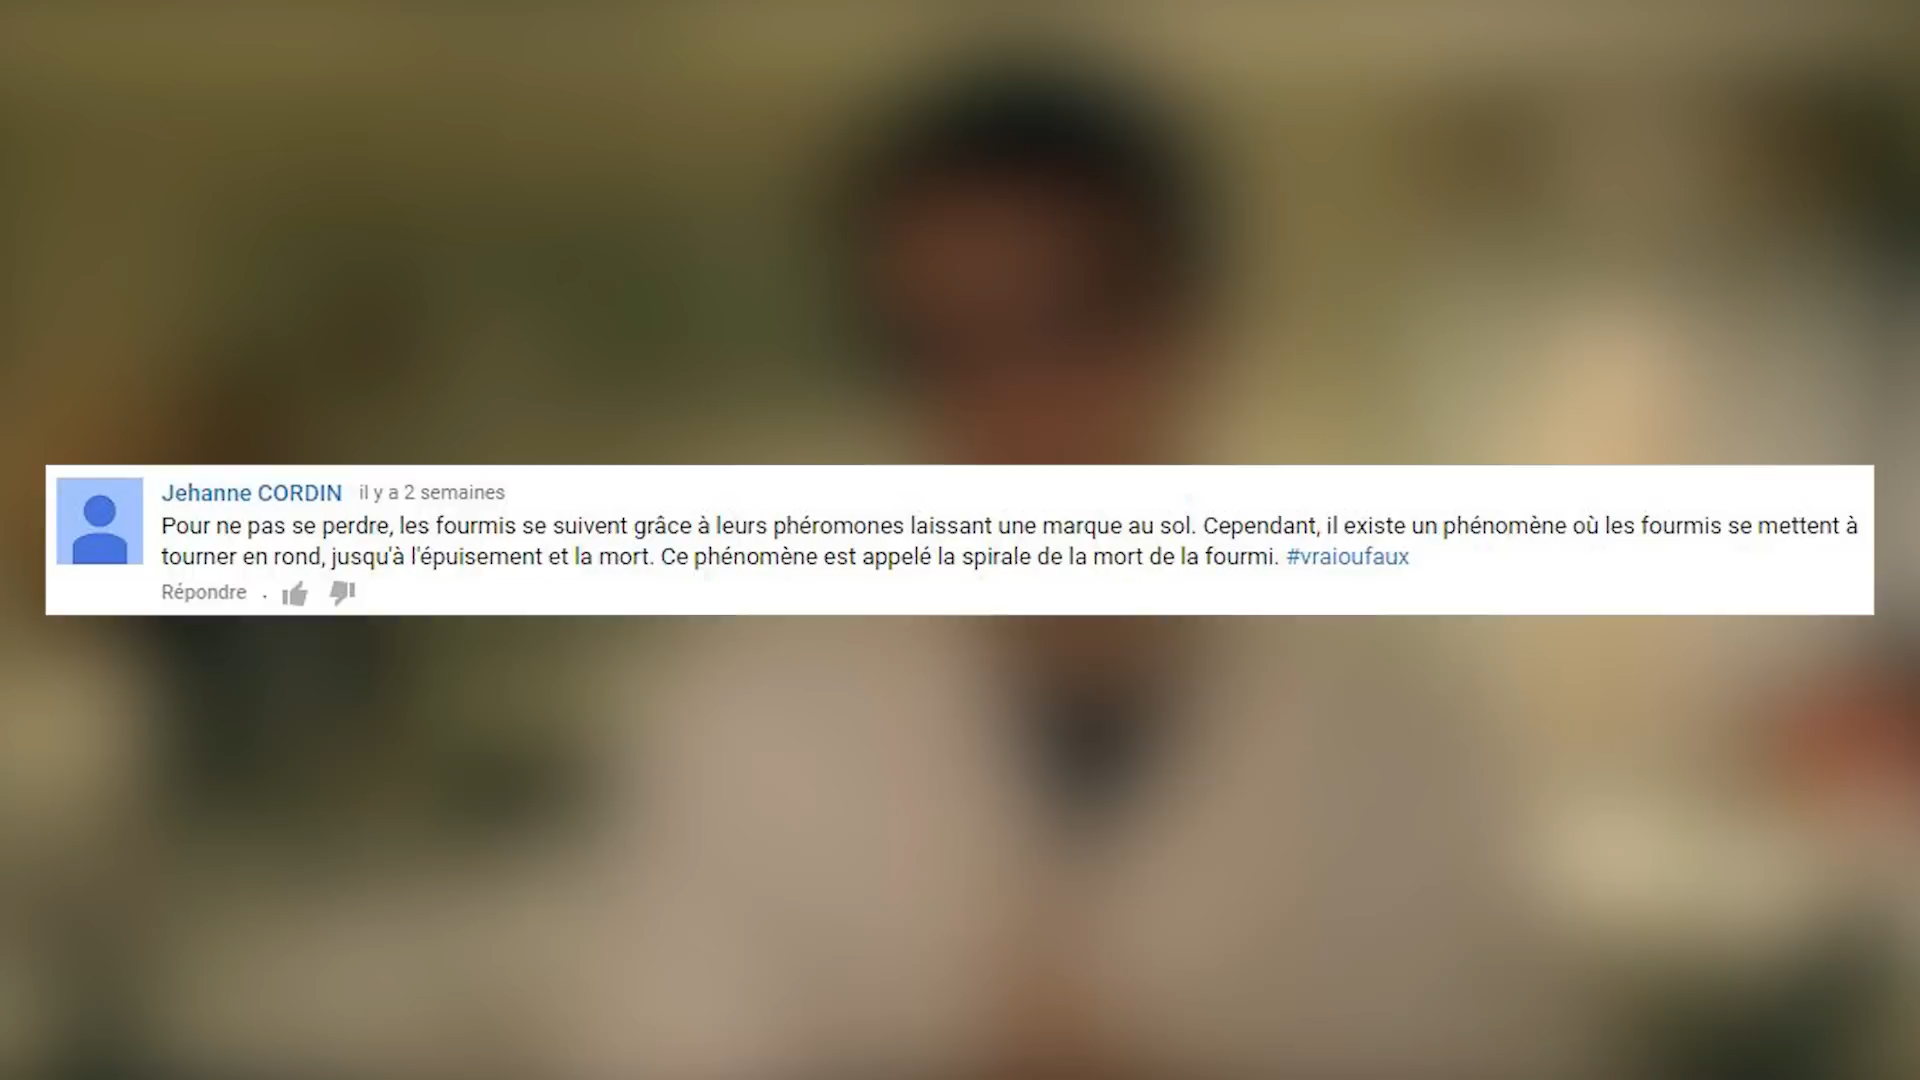 Jehanne CORDIN il y a 2 semaines
Pour ne pas se perdre, les fourmis se suivent grâce à leurs phéromones laissant une marque au sol. Cependant, il existe un phénomène où les fourmis se mettent à
tourner en rond, jusqu'à l'épuisement et la mort. Ce phénomène est appelé la spirale de la mort de la fourmi. #vraioufaux
Répondre .